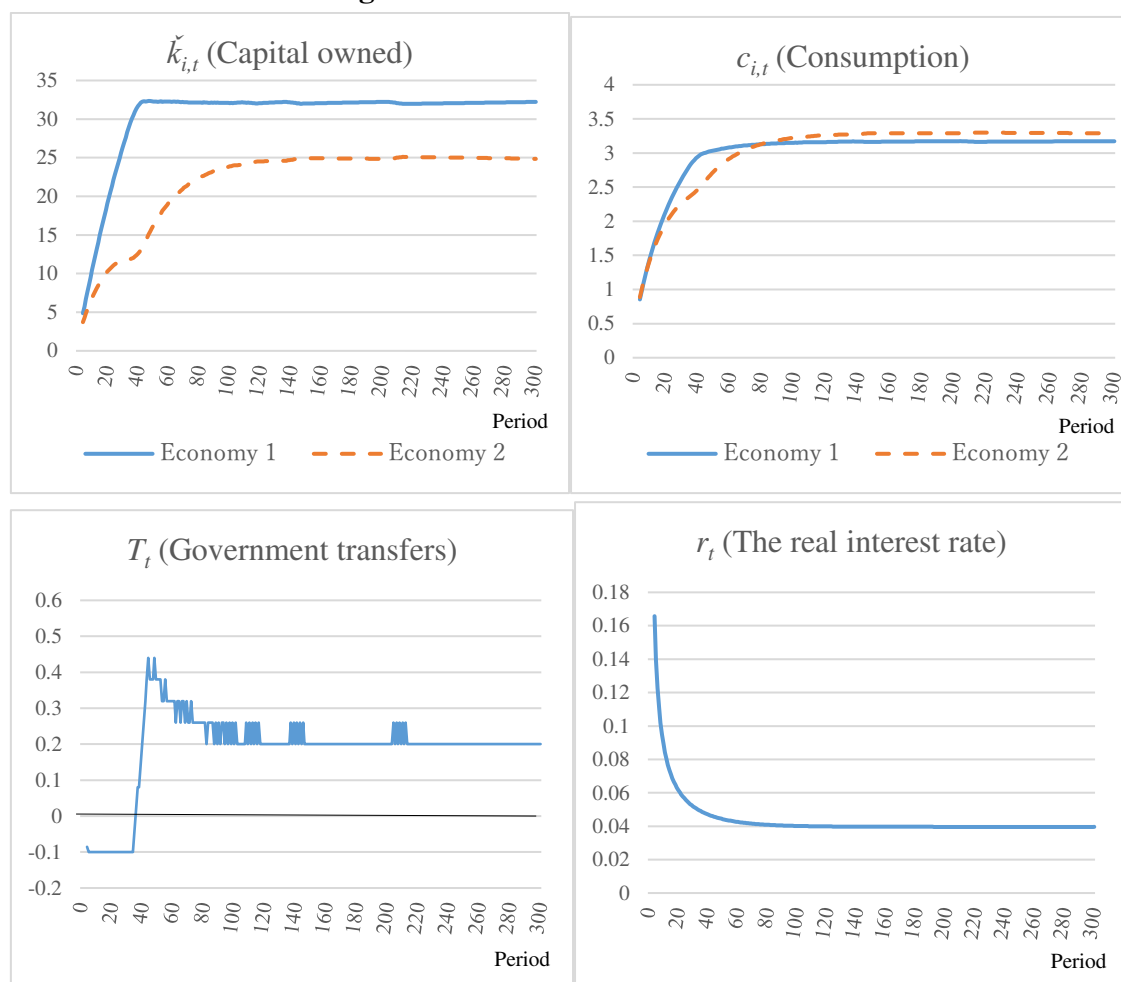 ǩi,t (Capital owned)
35
30
25
20
15
10
5
0
0 20 40 60 80 100 120 140 160 180 200 220 240 260 280 300
Period
Economy 1 Economy 2
ci,t (Consumption)
4
3.5
3
2.5
2
1.5
1
0.5
0
0 20 40 60 80 100 120 140 160 180 200 220 240 260 280 300
Period
Economy 1 Economy 2
Tt (Government transfers)
0.6
0.5
0.4
0.3
0.2
0.1
0
-0.1
-0.2
0 20 40 60 80 100 120 140 160 180 200 220 240 260 280 300
Period
rt (The real interest rate)
0.18
0.16
0.14
0.12
0.1
0.08
0.06
0.04
0.02
0
0 20 40 60 80 100 120 140 160 180 200 220 240 260 280 300
Period